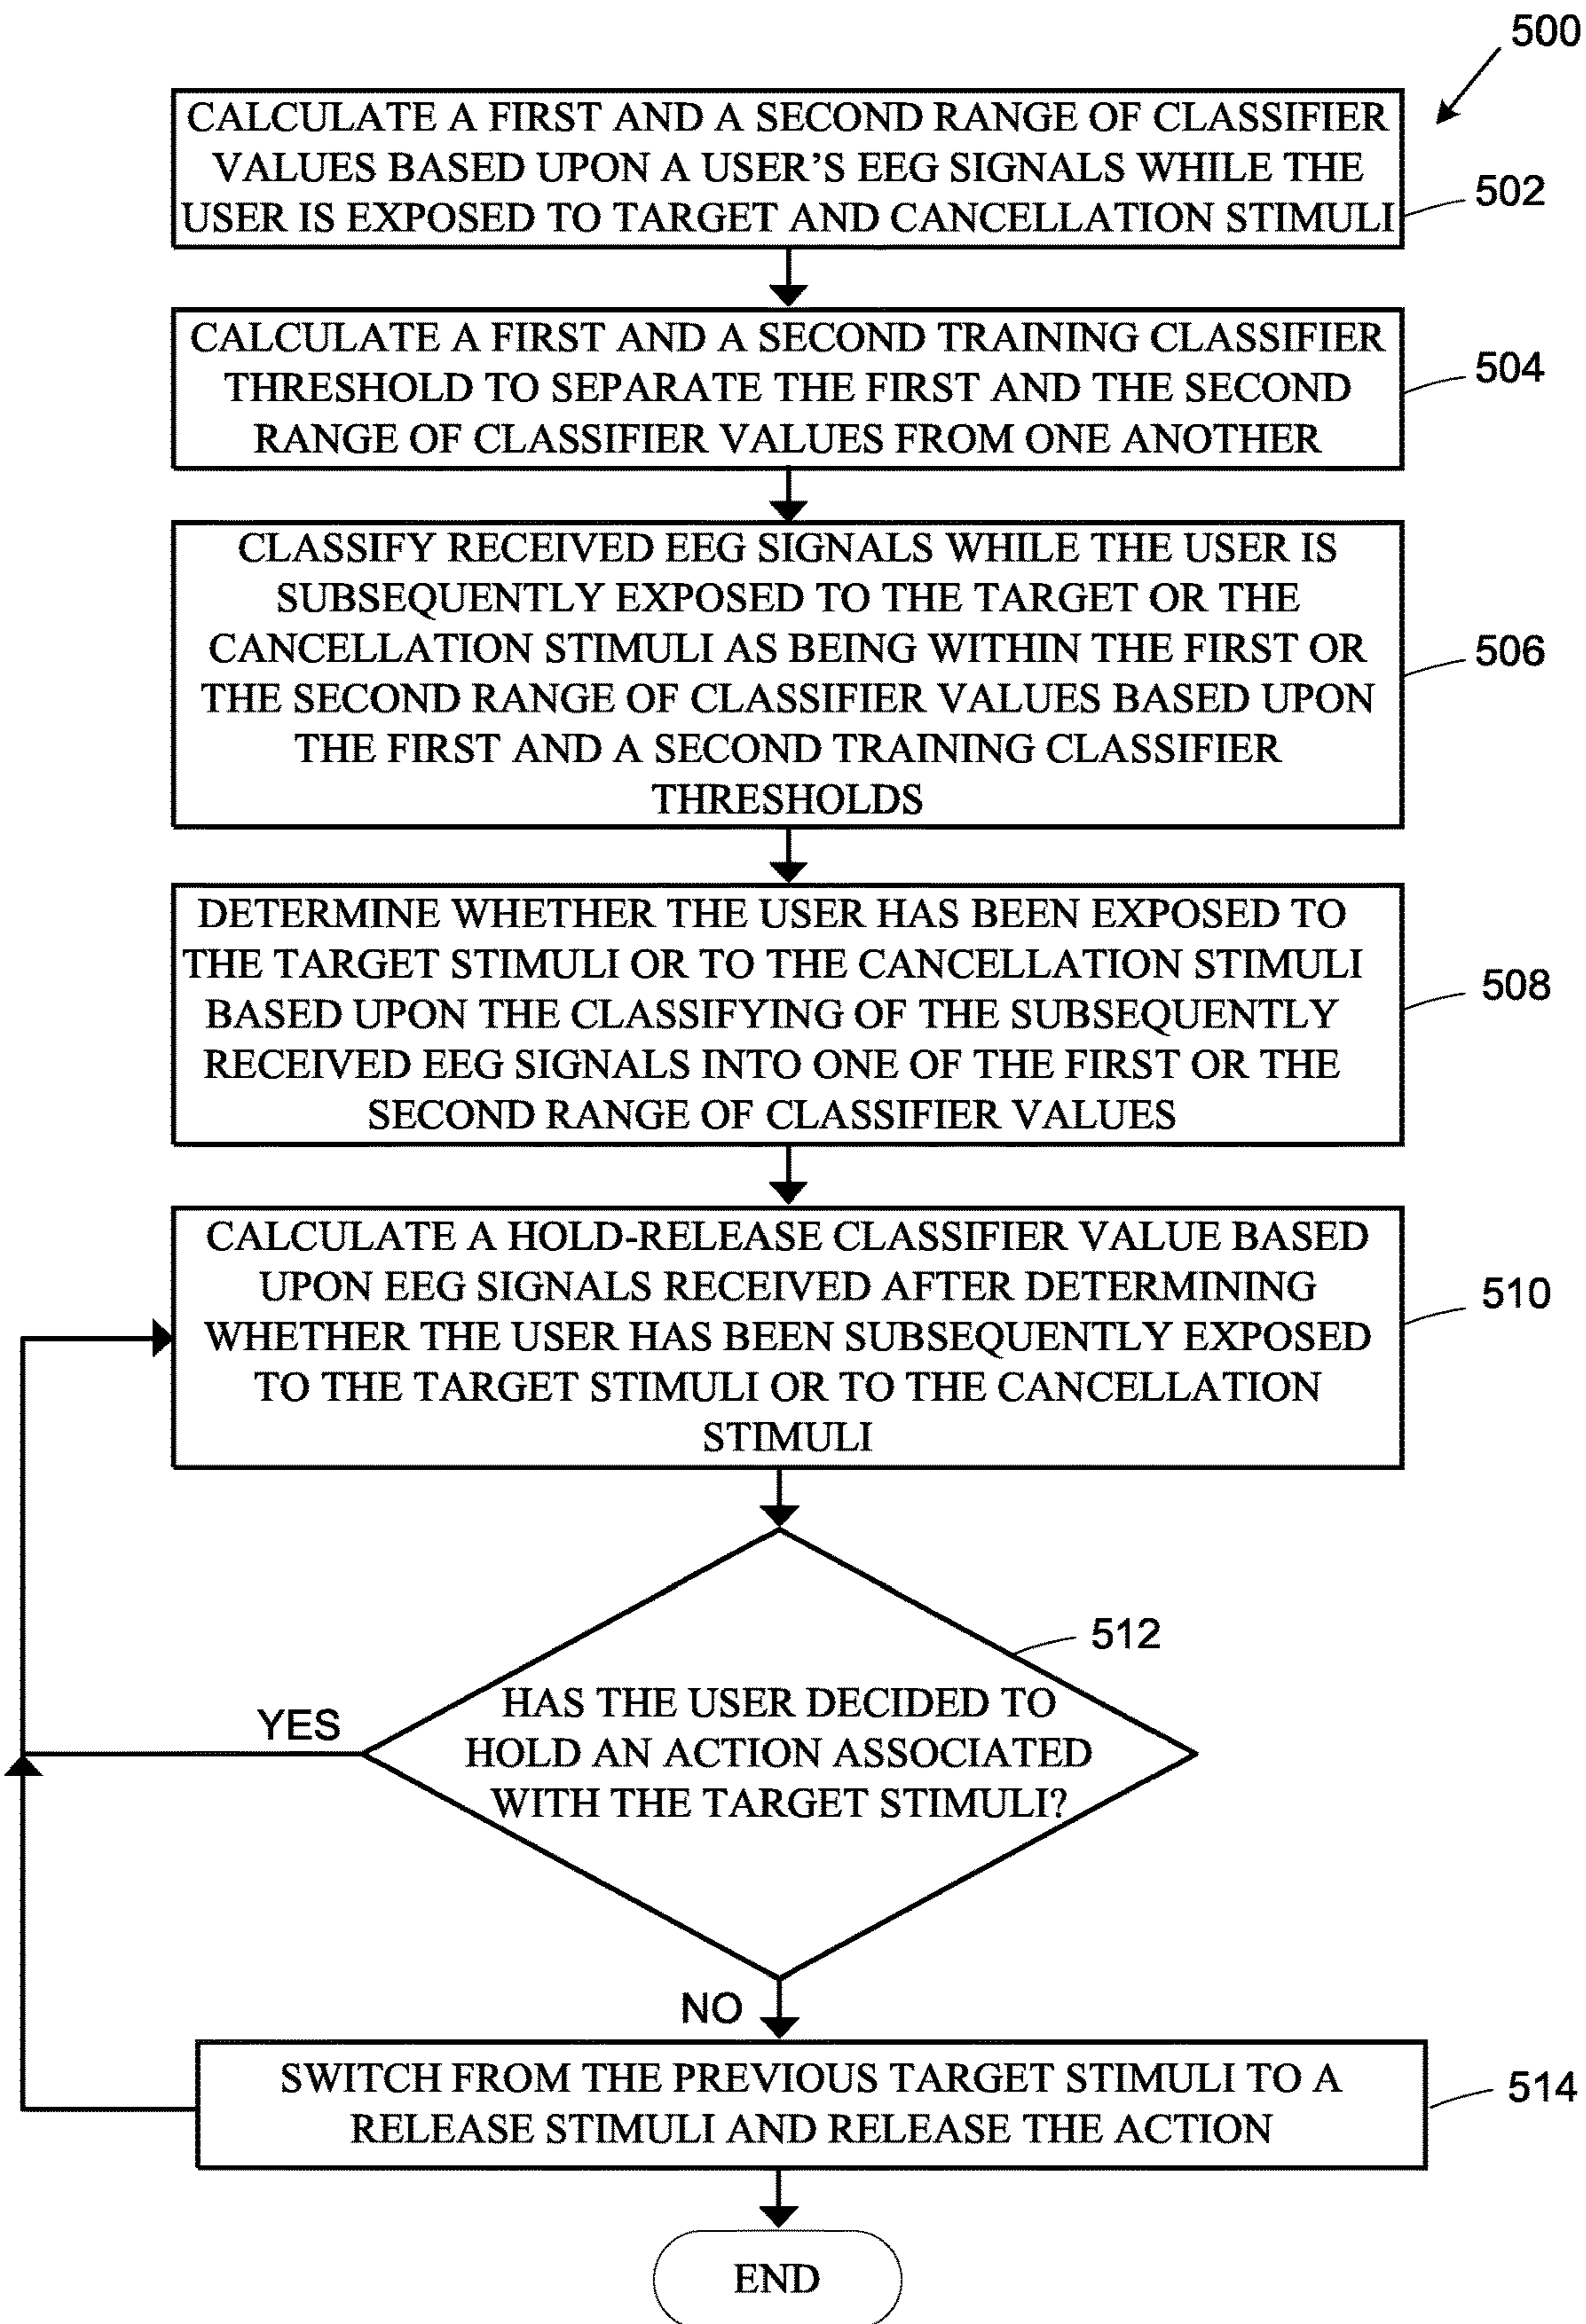 500
CALCULATE A FIRST AND A SECOND RANGE OF CLASSIFIER
VALUES BASED UPON A USER'S EEG SIGNALS WHILE THE
USER IS EXPOSED TO TARGET AND CANCELLATION STIMULI
502
CALCULATE A FIRST AND A SECOND TRAINING CLASSIFIER
THRESHOLD TO SEPARATE THE FIRST AND THE SECOND
RANGE OF CLASSIFIER VALUES FROM ONE ANOTHER
504
CLASSIFY RECEIVED EEG SIGNALS WHILE THE USER IS
SUBSEQUENTLY EXPOSED TO THE TARGET OR THE
CANCELLATION STIMULI AS BEING WITHIN THE FIRST OR
THE SECOND RANGE OF CLASSIFIER VALUES BASED UPON
THE FIRST AND A SECOND TRAINING CLASSIFIER
THRESHOLDS
506
DETERMINE WHETHER THE USER HAS BEEN EXPOSED TO
THE TARGET STIMULI OR TO THE CANCELLATION STIMULI
BASED UPON THE CLASSIFYING OF THE SUBSEQUENTLY
RECEIVED EEG SIGNALS INTO ONE OF THE FIRST OR THE
SECOND RANGE OF CLASSIFIER VALUES
508
CALCULATE A HOLD-RELEASE CLASSIFIER VALUE BASED
UPON EEG SIGNALS RECEIVED AFTER DETERMINING
WHETHER THE USER HAS BEEN SUBSEQUENTLY EXPOSED
TO THE TARGET STIMULI OR TO THE CANCELLATION
STIMULI
510
512
HAS THE USER DECIDED TO
HOLD AN ACTION ASSOCIATED
WITH THE TARGET STIMULI?
YES
NO
SWITCH FROM THE PREVIOUS TARGET STIMULI TO A
RELEASE STIMULI AND RELEASE THE ACTION
514
END